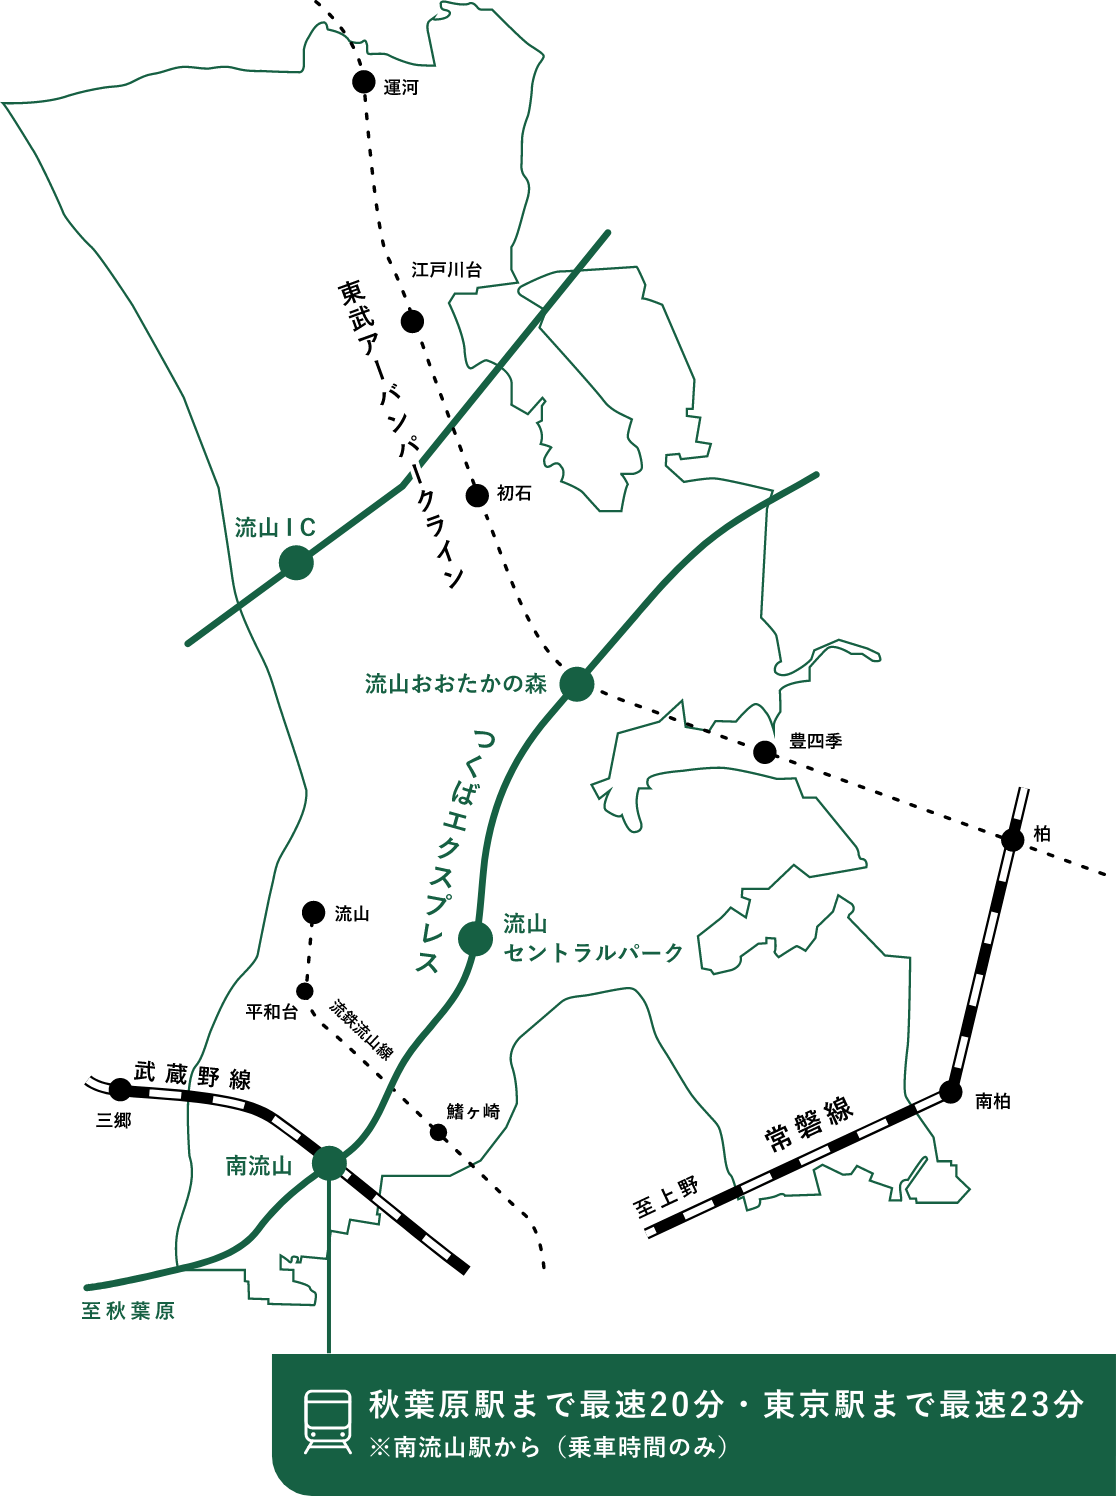 運河
江戸川台
東武アーバンパークライン
初石
流山IC
流山おおたかの森
つくばエクスプレス
豊四季
柏
流山
流山
セントラルパーク
平和台
流鉄流山線
武蔵野線
三郷
鰭ヶ崎
南柏
常磐線
南流山
至上野
至秋葉原
秋葉原駅まで最速20分・東京駅まで最速23分
※南流山駅から（乗車時間のみ）